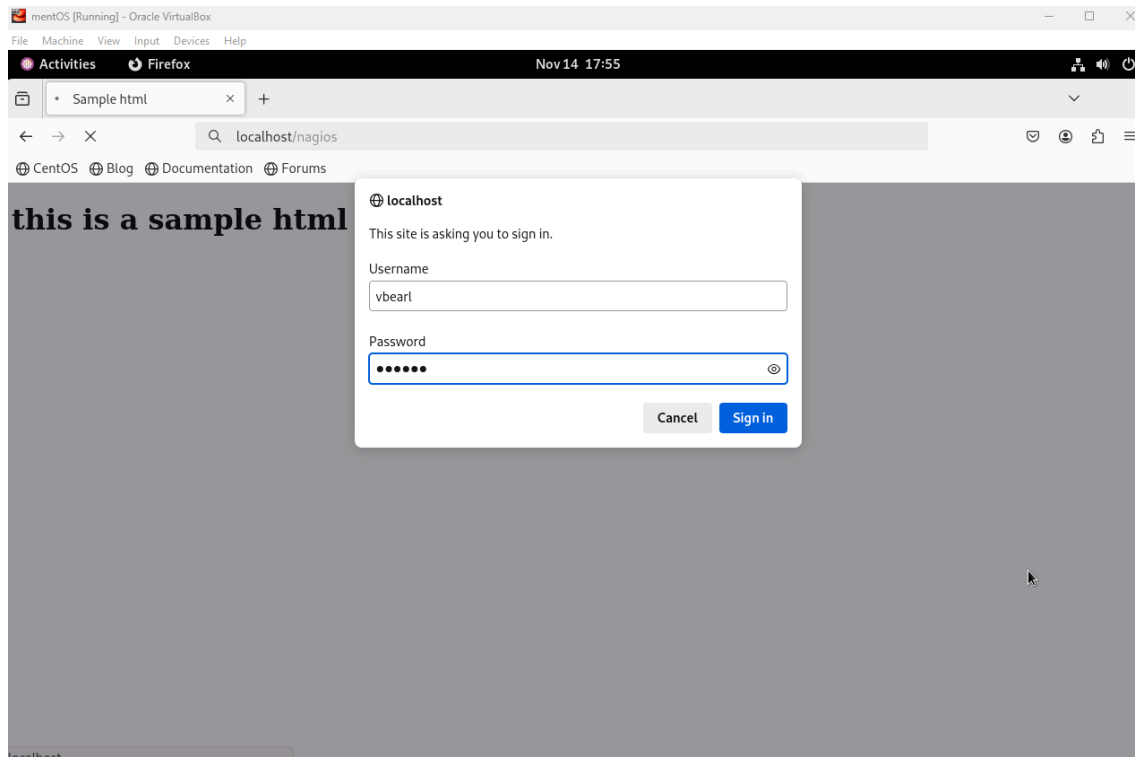 mentOS [Running] - Oracle VirtualBox
File Machine View Input Devices Help
Activities Firefox Nov 14 17:55
Sample html
localhost/nagios
CentOS Blog Documentation Forums
this is a sample html
localhost
This site is asking you to sign in.
Username
vbearl
Password
••••••
Cancel Sign in